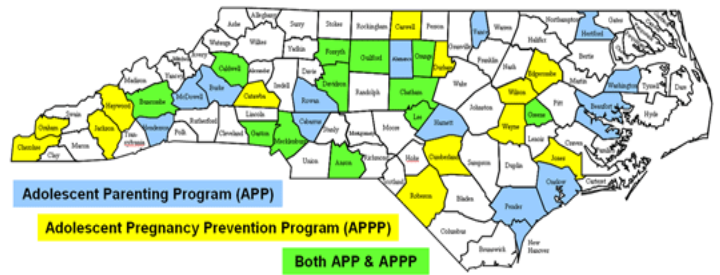 Alleghany
Ashe
Surry
Stokes
Rockingham
Caswell
Person
Vance
Warren
Northampton
Gates
Hertford
Halifax
Granville
Watauga
Wilkes
Yadkin
Forsyth
Guilford
Alamance
Orange
Durham
Franklin
Nash
Bertie
Edgecombe
Martin
Washington
Tyrrell
Dare
Avery
Mitchell
Yancey
Madison
Caldwell
Alexander
Iredell
Davie
Davidson
Randolph
Chatham
Wake
Wilson
Pitt
Beaufort
Hyde
Haywood
Buncombe
McDowell
Burke
Catawba
Rowan
Lincoln
Johnston
Greene
Wayne
Lenoir
Craven
Swain
Graham
Jackson
Henderson
Rutherford
Polk
Cleveland
Gaston
Mecklenburg
Cabarrus
Stanly
Montgomery
Moore
Lee
Harnett
Cherokee
Clay
Macon
Tran-
sylvania
Union
Anson
Richmond
Hoke
Scotland
Cumberland
Sampson
Duplin
Jones
Onslow
Carteret
Robeson
Bladen
Pender
Columbus
Brunswick
New
Hanover
Adolescent Parenting Program (APP)
Adolescent Pregnancy Prevention Program (APPP)
Both APP & APPP